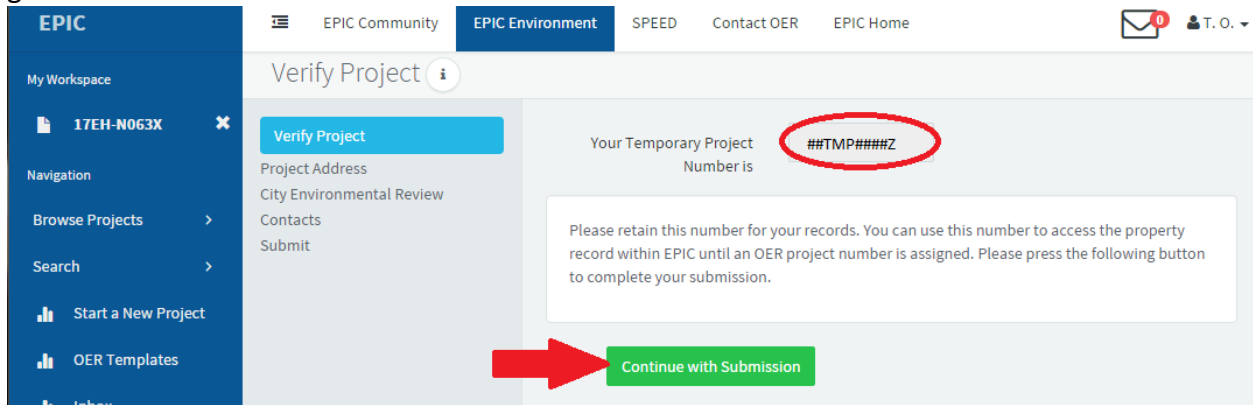 EPIC
EPIC Community
EPIC Environment
SPEED
Contact OER
EPIC Home
0
T. O.
My Workspace
17EH-N063X
Navigation
Browse Projects
Search
Start a New Project
OER Templates
Verify Project i
Verify Project
Project Address
City Environmental Review
Contacts
Submit
Your Temporary Project
Number is
##TMP####Z
Please retain this number for your records. You can use this number to access the property
record within EPIC until an OER project number is assigned. Please press the following button
to complete your submission.
Continue with Submission